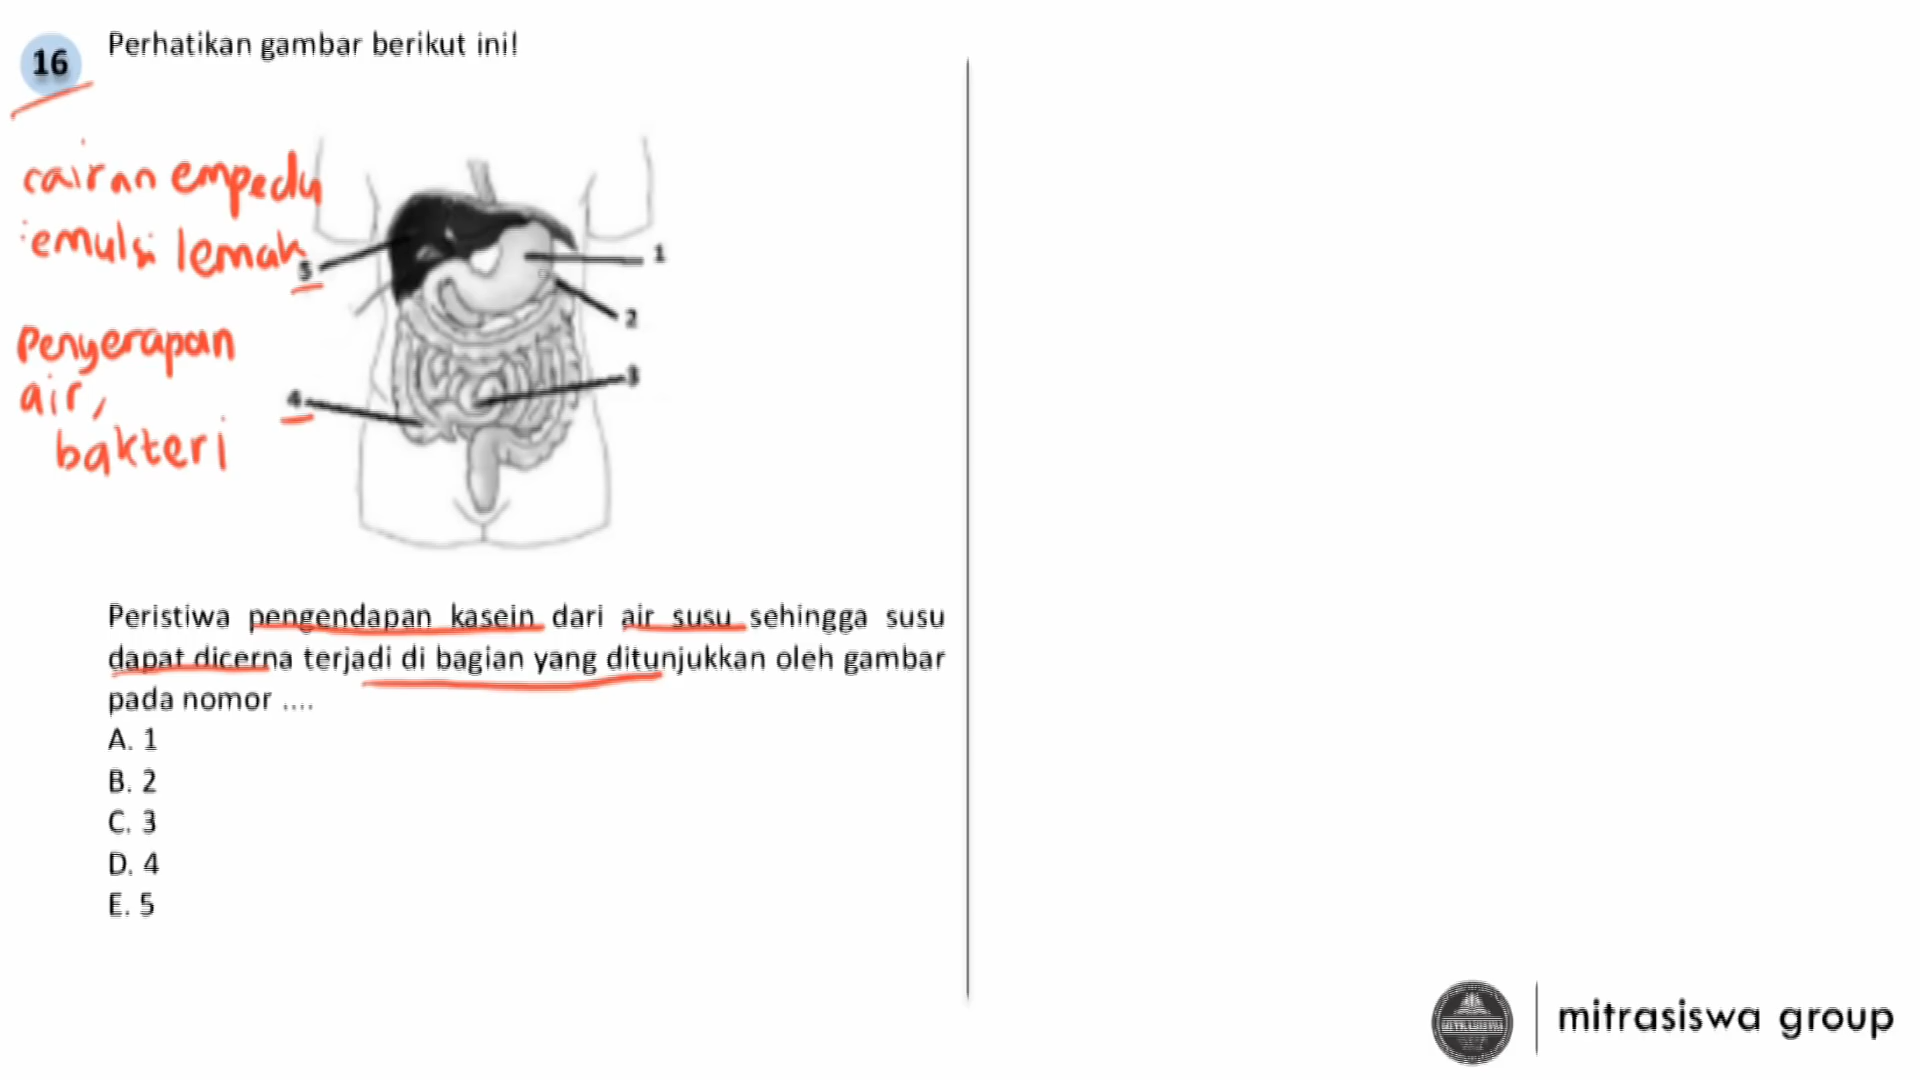 16
Perhatikan gambar berikut ini!
cairan empedu
emulsi lemak
Penyerapan
air,
bakteri
1
2
3
4
5
Peristiwa pengendapan kasein dari air susu sehingga susu
dapat dicerna terjadi di bagian yang ditunjukkan oleh gambar
pada nomor ....
A. 1
B. 2
C. 3
D. 4
E. 5
mitrasiswa group